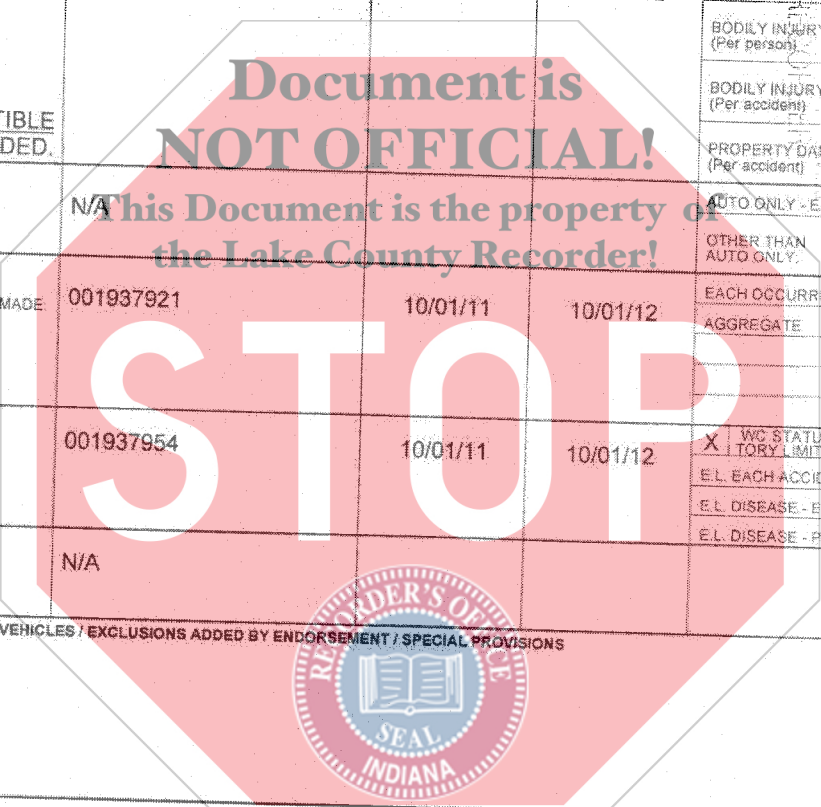 BODILY INJURY
(Per person)
BODILY INJURY
(Per accident)
TIBLE
DED.
PROPERTY DA
(Per accident)
Document is
NOT OFFICIAL!
This Document is the property of
the Lake County Recorder!
N/A
AUTO ONLY - E
OTHER THAN
AUTO ONLY:
MADE 001937921 10/01/11 10/01/12 EACH OCCURR
AGGREGATE
STOP
001937954 10/01/11 10/01/12 X WC STATU
TORY LIMIT
E.L. EACH ACCID
E.L. DISEASE - E
E.L. DISEASE - P
N/A
VEHICLES / EXCLUSIONS ADDED BY ENDORSEMENT / SPECIAL PROVISIONS
RECORDER'S OFFICE
SEAL
INDIANA